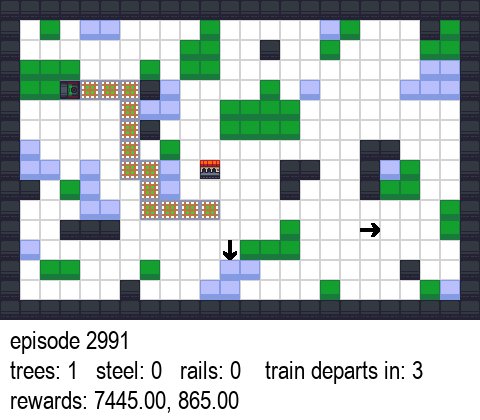 episode 2991
trees: 1 steel: 0 rails: 0 train departs in: 3
rewards: 7445.00, 865.00